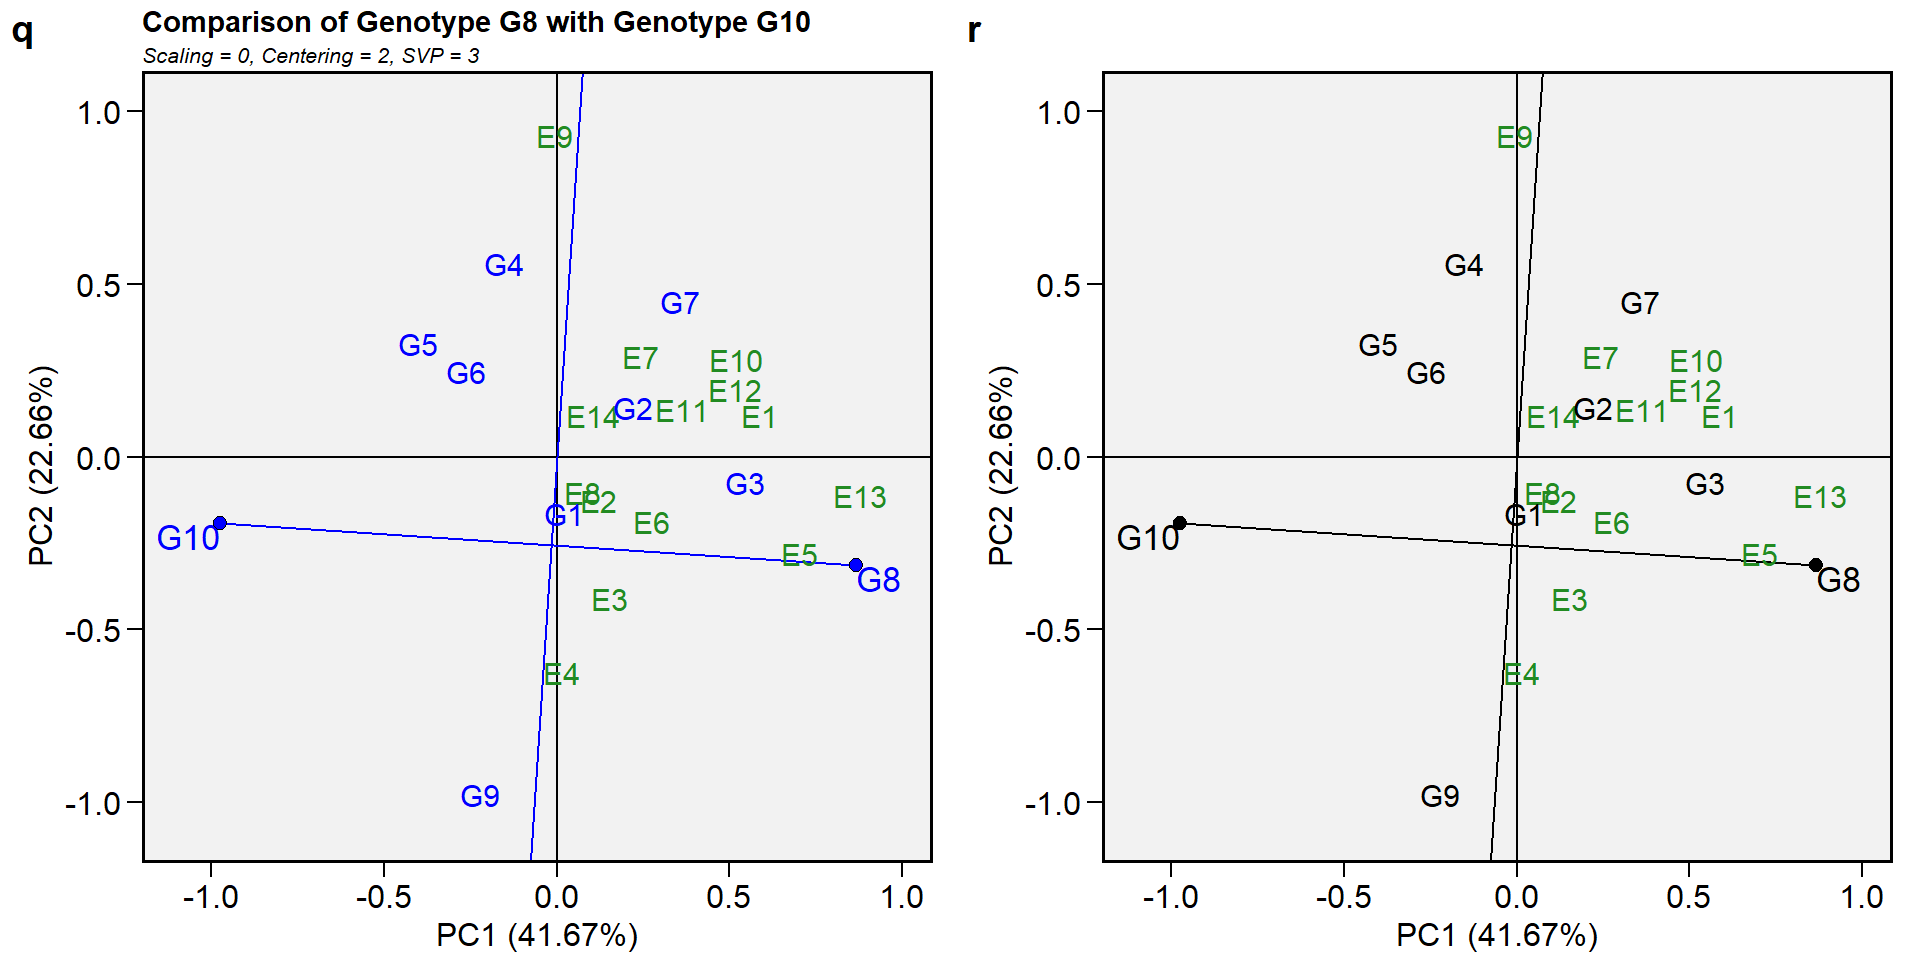 q
Comparison of Genotype G8 with Genotype G10
Scaling = 0, Centering = 2, SVP = 3
1.0
0.5
0.0
-0.5
-1.0
PC2 (22.66%)
E9
G4
G7
G5
G6
E7
E10
E12
E14
G2
E11
E1
G3
E13
E8
E2
G1
E6
G10
E5
G8
E3
E4
G9
-1.0
-0.5
0.0
0.5
1.0
PC1 (41.67%)
r
1.0
0.5
0.0
-0.5
-1.0
PC2 (22.66%)
E9
G4
G7
G5
G6
E7
E10
E12
E14
G2
E11
E1
G3
E13
E8
E2
G1
E6
G10
E5
G8
E3
E4
G9
-1.0
-0.5
0.0
0.5
1.0
PC1 (41.67%)